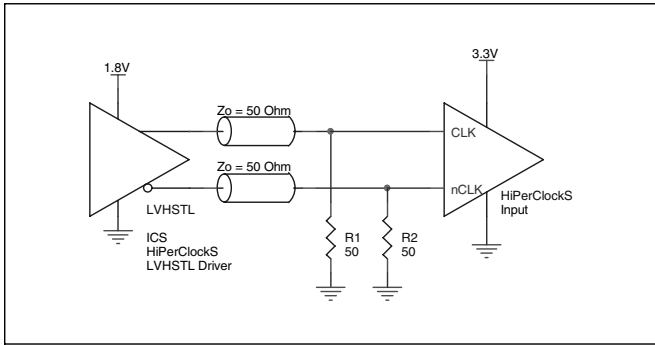 1.8V
3.3V
Zo = 50 Ohm
CLK
Zo = 50 Ohm
nCLK
LVHSTL
HiPerClockS
Input
ICS
HiPerClockS
LVHSTL Driver
R1
50
R2
50